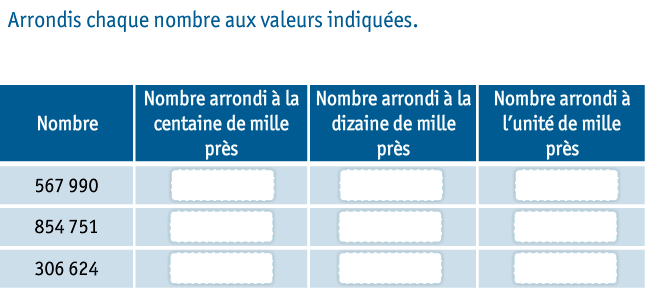 Arrondis chaque nombre aux valeurs indiquées.
Nombre
Nombre arrondi à la
centaine de mille
près
Nombre arrondi à la
dizaine de mille
près
Nombre arrondi à
l’unité de mille
près
567 990
854 751
306 624